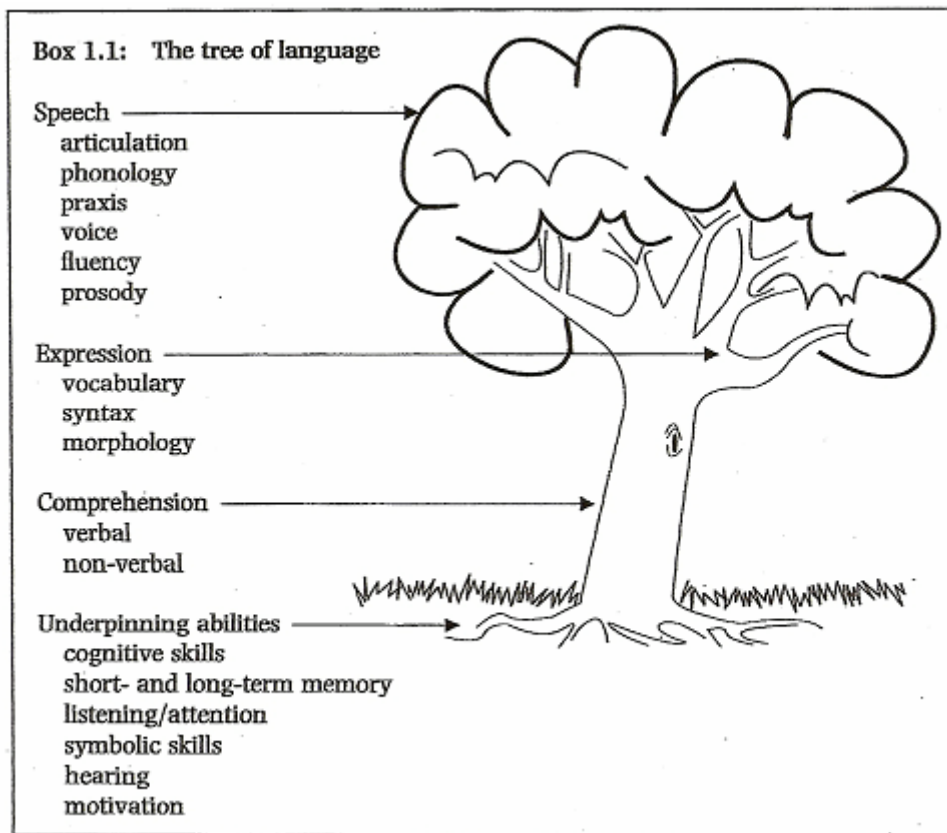 Box 1.1: The tree of language
Speech
articulation
phonology
praxis
voice
fluency
prosody
Expression
vocabulary
syntax
morphology
Comprehension
verbal
non-verbal
Underpinning abilities
cognitive skills
short- and long-term memory
listening/attention
symbolic skills
hearing
motivation